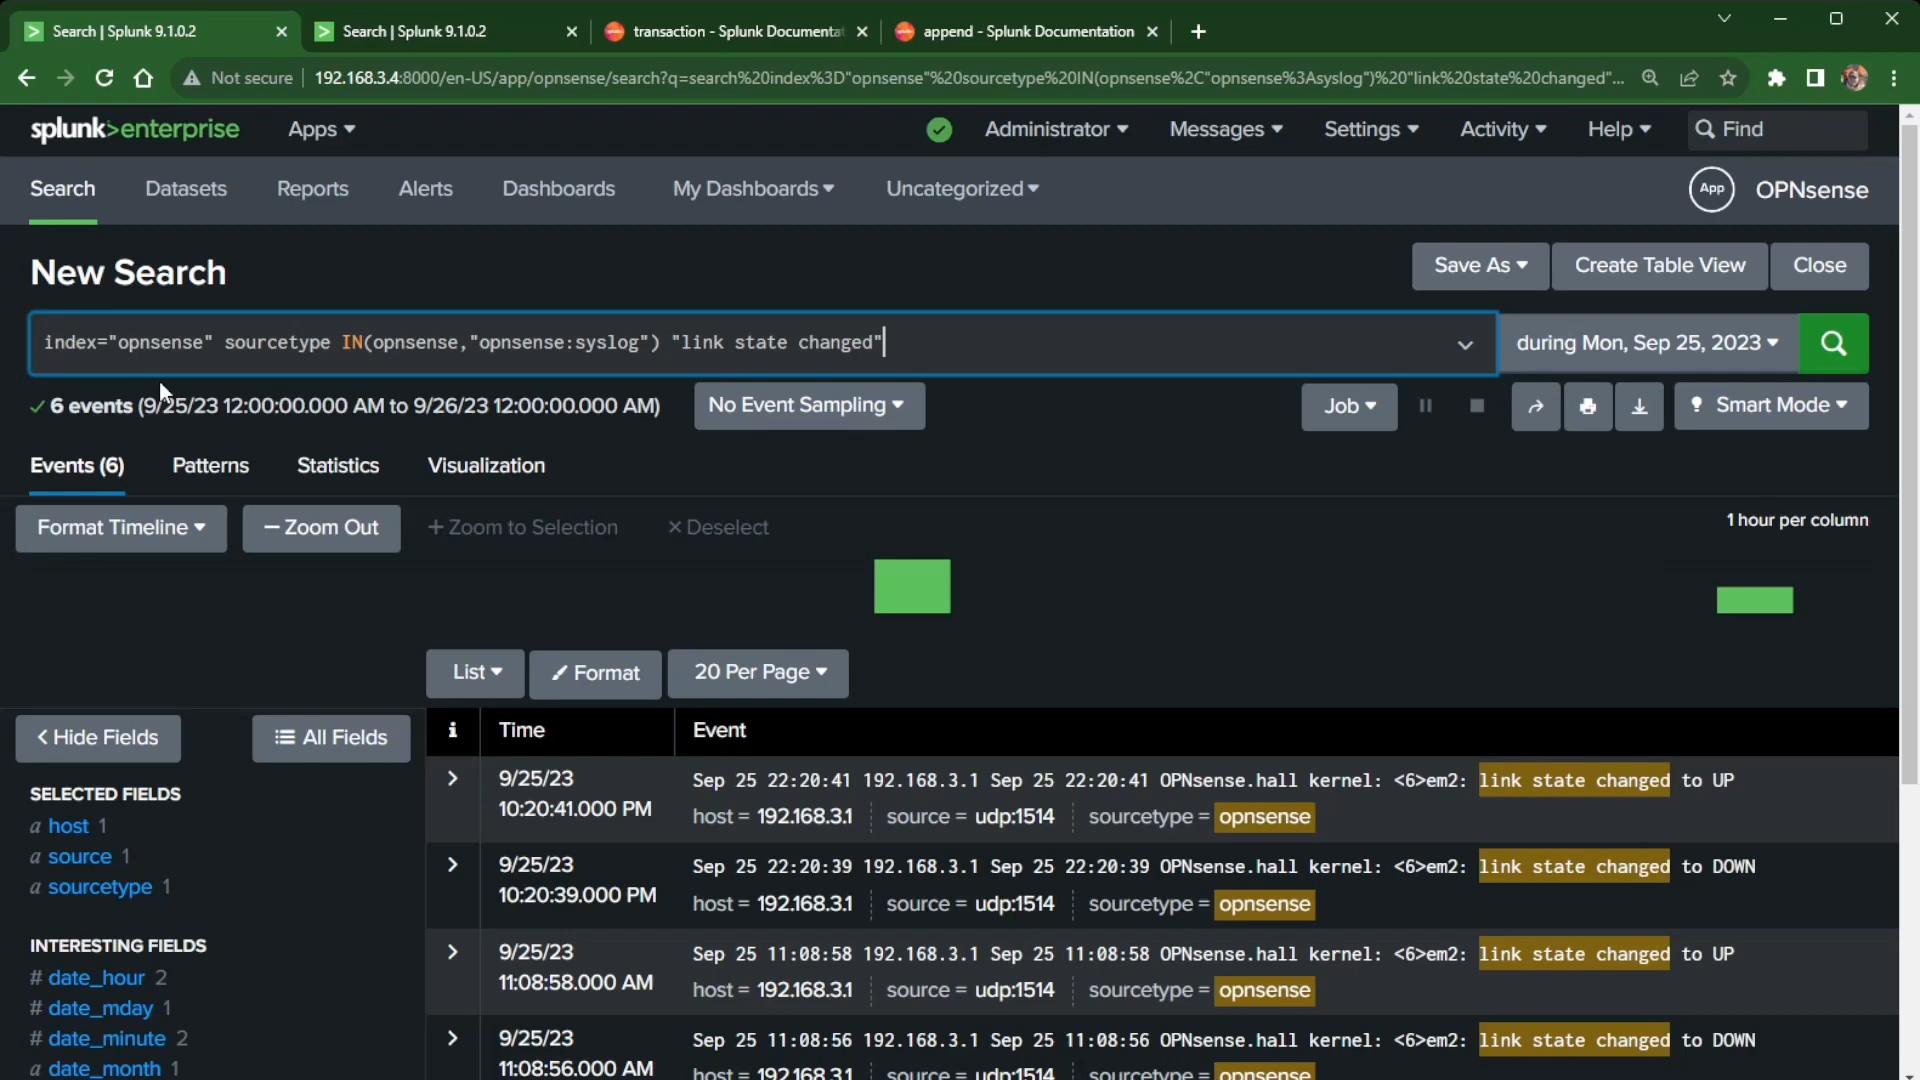 Search | Splunk 9.1.0.2
Search | Splunk 9.1.0.2
transaction - Splunk Documentat
append - Splunk Documentation
Not secure
192.168.3.4:8000/en-US/app/opnsense/search?q=search%20index%3D"opnsense"%20sourcetype%20IN(opnsense%2C"opnsense%3Asyslog")%20"link%20state%20changed"...
splunk>enterprise
Apps
Administrator
Messages
Settings
Activity
Help
Find
Search
Datasets
Reports
Alerts
Dashboards
My Dashboards
Uncategorized
App
OPNsense
New Search
Save As
Create Table View
Close
index="opnsense" sourcetype IN(opnsense,"opnsense:syslog") "link state changed"
during Mon, Sep 25, 2023
6 events (9/25/23 12:00:00.000 AM to 9/26/23 12:00:00.000 AM)
No Event Sampling
Job
Smart Mode
Events (6)
Patterns
Statistics
Visualization
Format Timeline
— Zoom Out
+ Zoom to Selection
× Deselect
1 hour per column
List
Format
20 Per Page
< Hide Fields
All Fields
i
Time
Event
SELECTED FIELDS
a host 1
a source 1
a sourcetype 1
INTERESTING FIELDS
# date_hour 2
# date_mday 1
# date_minute 2
a date_month 1
9/25/23
10:20:41.000 PM
Sep 25 22:20:41 192.168.3.1 Sep 25 22:20:41 OPNsense.hall kernel: <6>em2: link state changed to UP
host = 192.168.3.1 source = udp:1514 sourcetype = opnsense
9/25/23
10:20:39.000 PM
Sep 25 22:20:39 192.168.3.1 Sep 25 22:20:39 OPNsense.hall kernel: <6>em2: link state changed to DOWN
host = 192.168.3.1 source = udp:1514 sourcetype = opnsense
9/25/23
11:08:58.000 AM
Sep 25 11:08:58 192.168.3.1 Sep 25 11:08:58 OPNsense.hall kernel: <6>em2: link state changed to UP
host = 192.168.3.1 source = udp:1514 sourcetype = opnsense
9/25/23
11:08:56.000 AM
Sep 25 11:08:56 192.168.3.1 Sep 25 11:08:56 OPNsense.hall kernel: <6>em2: link state changed to DOWN
host = 192.168.3.1 source = udp:1514 sourcetype = opnsense